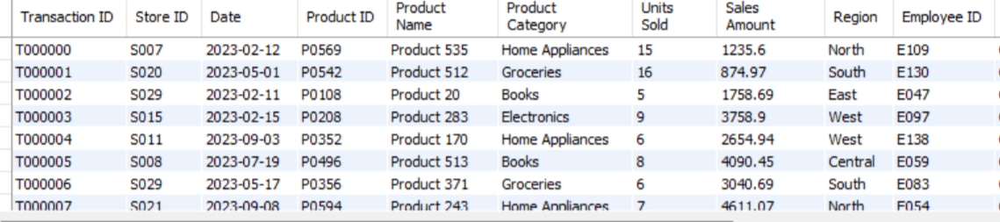 Transaction ID Store ID Date Product ID Product Name Product Category Units Sold Sales Amount Region Employee ID
T000000 S007 2023-02-12 P0569 Product 535 Home Appliances 15 1235.6 North E109
T000001 S020 2023-05-01 P0542 Product 512 Groceries 16 874.97 South E130
T000002 S029 2023-02-11 P0108 Product 20 Books 5 1758.69 East E047
T000003 S015 2023-02-15 P0208 Product 283 Electronics 9 3758.9 West E097
T000004 S011 2023-09-03 P0352 Product 170 Home Appliances 6 2654.94 West E138
T000005 S008 2023-07-19 P0496 Product 513 Books 8 4090.45 Central E059
T000006 S029 2023-05-17 P0356 Product 371 Groceries 6 3040.69 South E083
T000007 S021 2023-09-08 P0594 Product 243 Home Appliances 7 4611.07 North E054